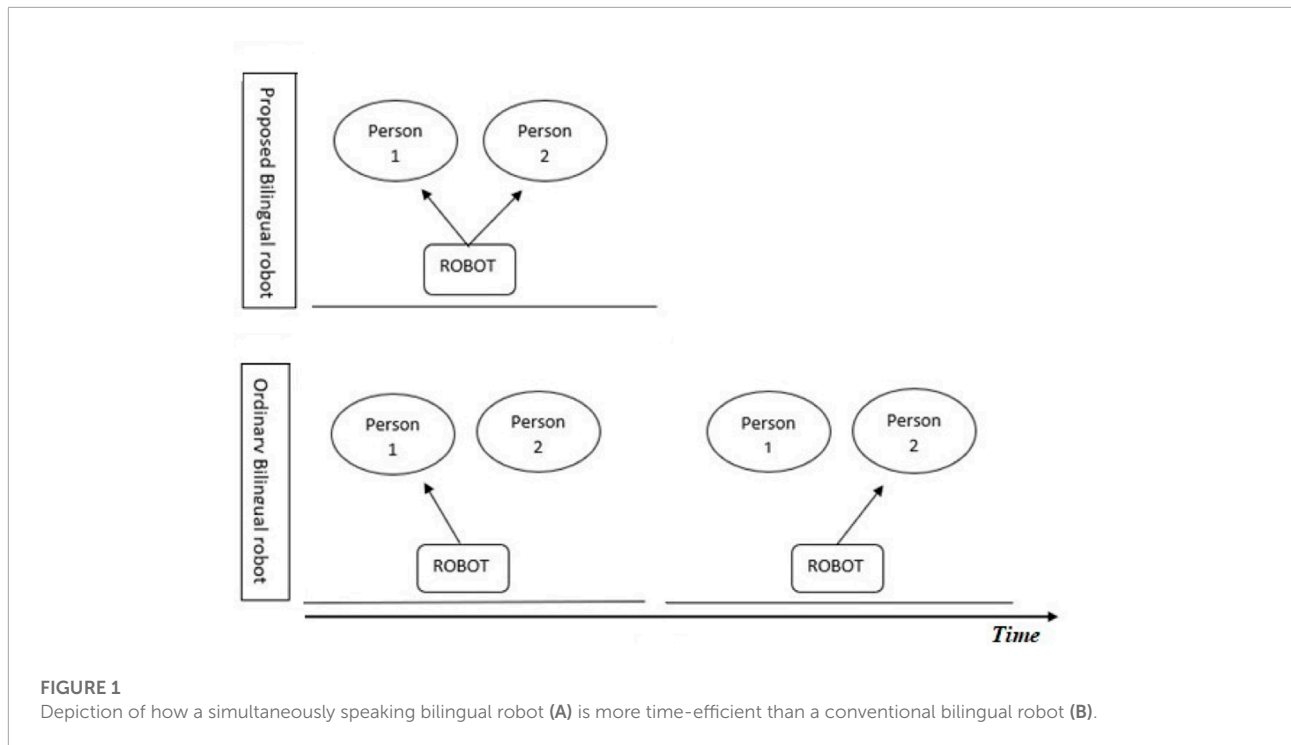 Proposed Bilingual robot
Person
1
Person
2
ROBOT
Ordinary Bilingual robot
Person
1
Person
2
ROBOT
Person
1
Person
2
ROBOT
Time
FIGURE 1
Depiction of how a simultaneously speaking bilingual robot (A) is more time-efficient than a conventional bilingual robot (B).